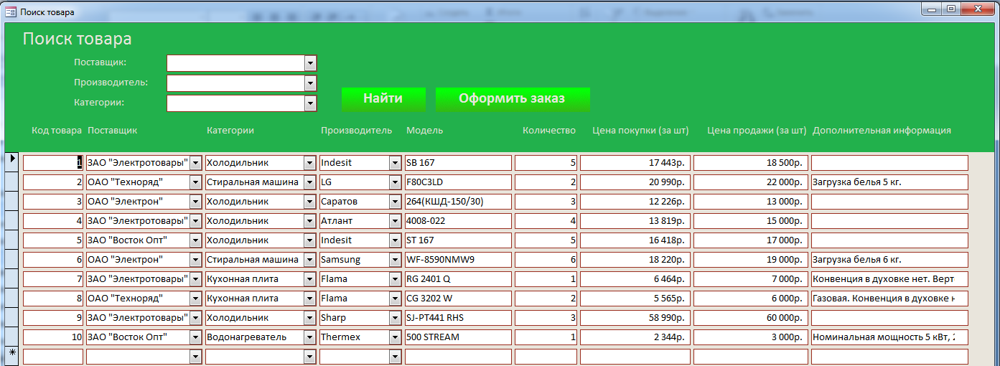 Поиск товара
Поиск товара
Поставщик:
Производитель:
Категории:
Найти Оформить заказ
Код товара Поставщик Категории Производитель Модель Количество Цена покупки (за шт) Цена продажи (за шт) Дополнительная информация
1 ЗАО "Электротовары" Холодильник Indesit SB 167 5 17 443р. 18 500р.
2 ОАО "Техноряд" Стиральная машина LG F80C3LD 2 20 990р. 22 000р. Загрузка белья 5 кг.
3 ОАО "Электрон" Холодильник Саратов 264(КШД-150/30) 3 12 226р. 13 000р.
4 ЗАО "Электротовары" Холодильник Атлант 4008-022 4 13 819р. 15 000р.
5 ЗАО "Восток Опт" Холодильник Indesit ST 167 5 16 418р. 17 000р.
6 ОАО "Электрон" Стиральная машина Samsung WF-8590NMW9 6 18 220р. 19 000р. Загрузка белья 6 кг.
7 ЗАО "Электротовары" Кухонная плита Flama RG 2401 Q 1 6 464р. 7 000р. Конвенция в духовке нет. Верт
8 ОАО "Техноряд" Кухонная плита Flama CG 3202 W 2 5 565р. 6 000р. Газовая. Конвенция в духовке н
9 ЗАО "Электротовары" Холодильник Sharp SJ-PT441 RHS 3 58 990р. 60 000р.
10 ЗАО "Восток Опт" Водонагреватель Thermex 500 STREAM 1 2 344р. 3 000р. Номинальная мощность 5 кВт, 2